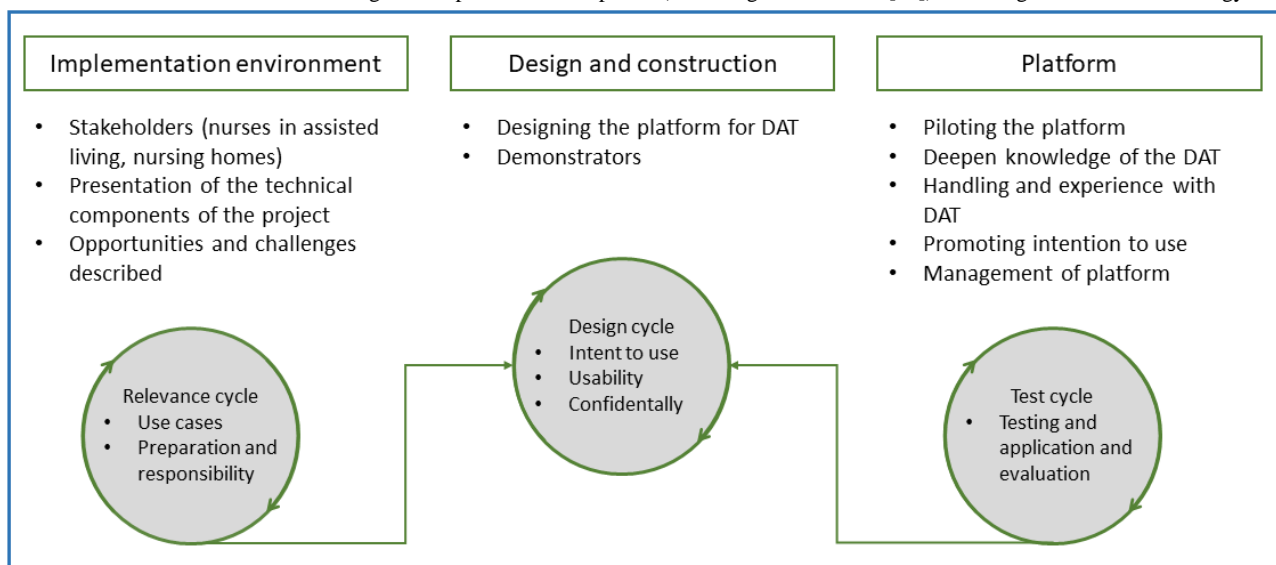 Implementation environment
• Stakeholders (nurses in assisted
living, nursing homes)
• Presentation of the technical
components of the project
• Opportunities and challenges
described
Design and construction
• Designing the platform for DAT
• Demonstrators
Platform
• Piloting the platform
• Deepen knowledge of the DAT
• Handling and experience with
DAT
• Promoting intention to use
• Management of platform
Relevance cycle
• Use cases
• Preparation and
responsibility
Design cycle
• Intent to use
• Usability
• Confidentally
Test cycle
• Testing and
application and
evaluation